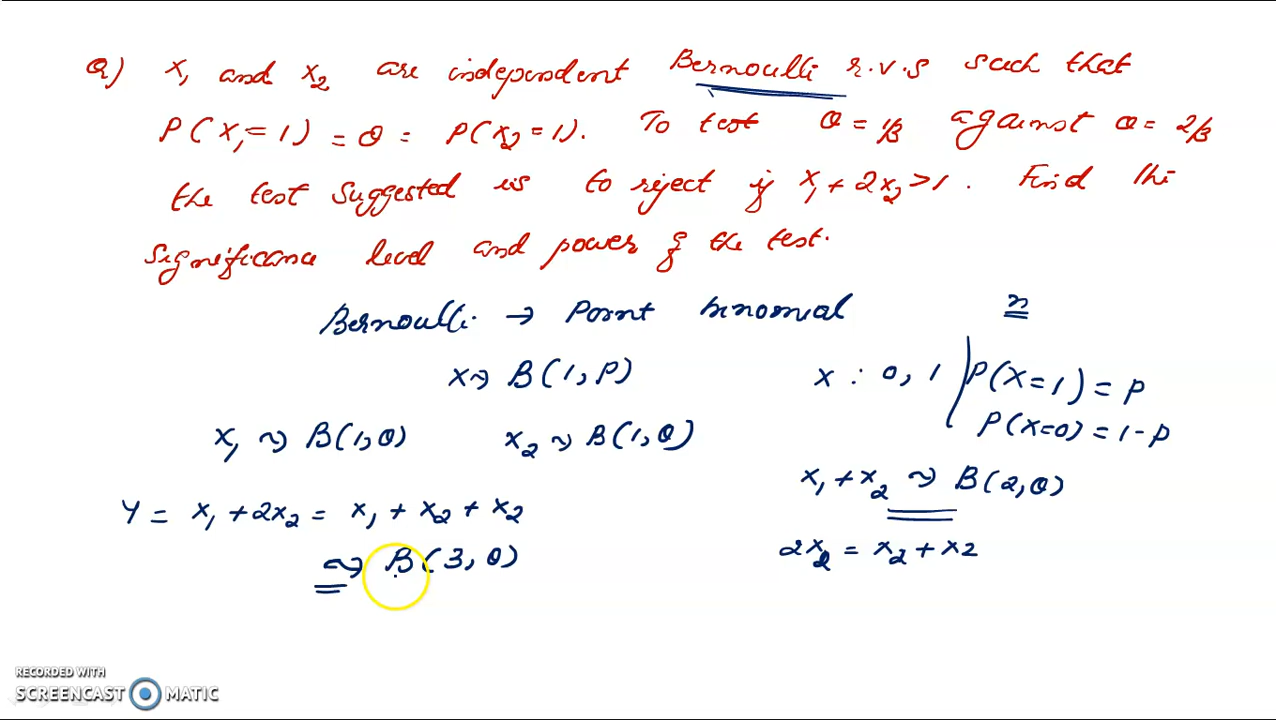 Q) X₁ and X₂ are independent Bernoulli r.v.s such that
P(X₁=1) = θ = P(X₂=1). To test θ = 1/3 against θ = 2/3
the test suggested is to reject if X₁ + 2X₂ > 1. Find the
significance level and power of the test.
Bernoulli → Point binomial
n
X ~ B(1, P)
X : 0, 1
P(X=1) = P
P(X=0) = 1-P
X₁ ~ B(1, θ) X₂ ~ B(1, θ)
X₁ + X₂ ~ B(2, θ)
Y = X₁ + 2X₂ = X₁ + X₂ + X₂
2X₂ = X₂ + X₂
~ B(3, θ)
RECORDED WITH
SCREENCAST MATIC